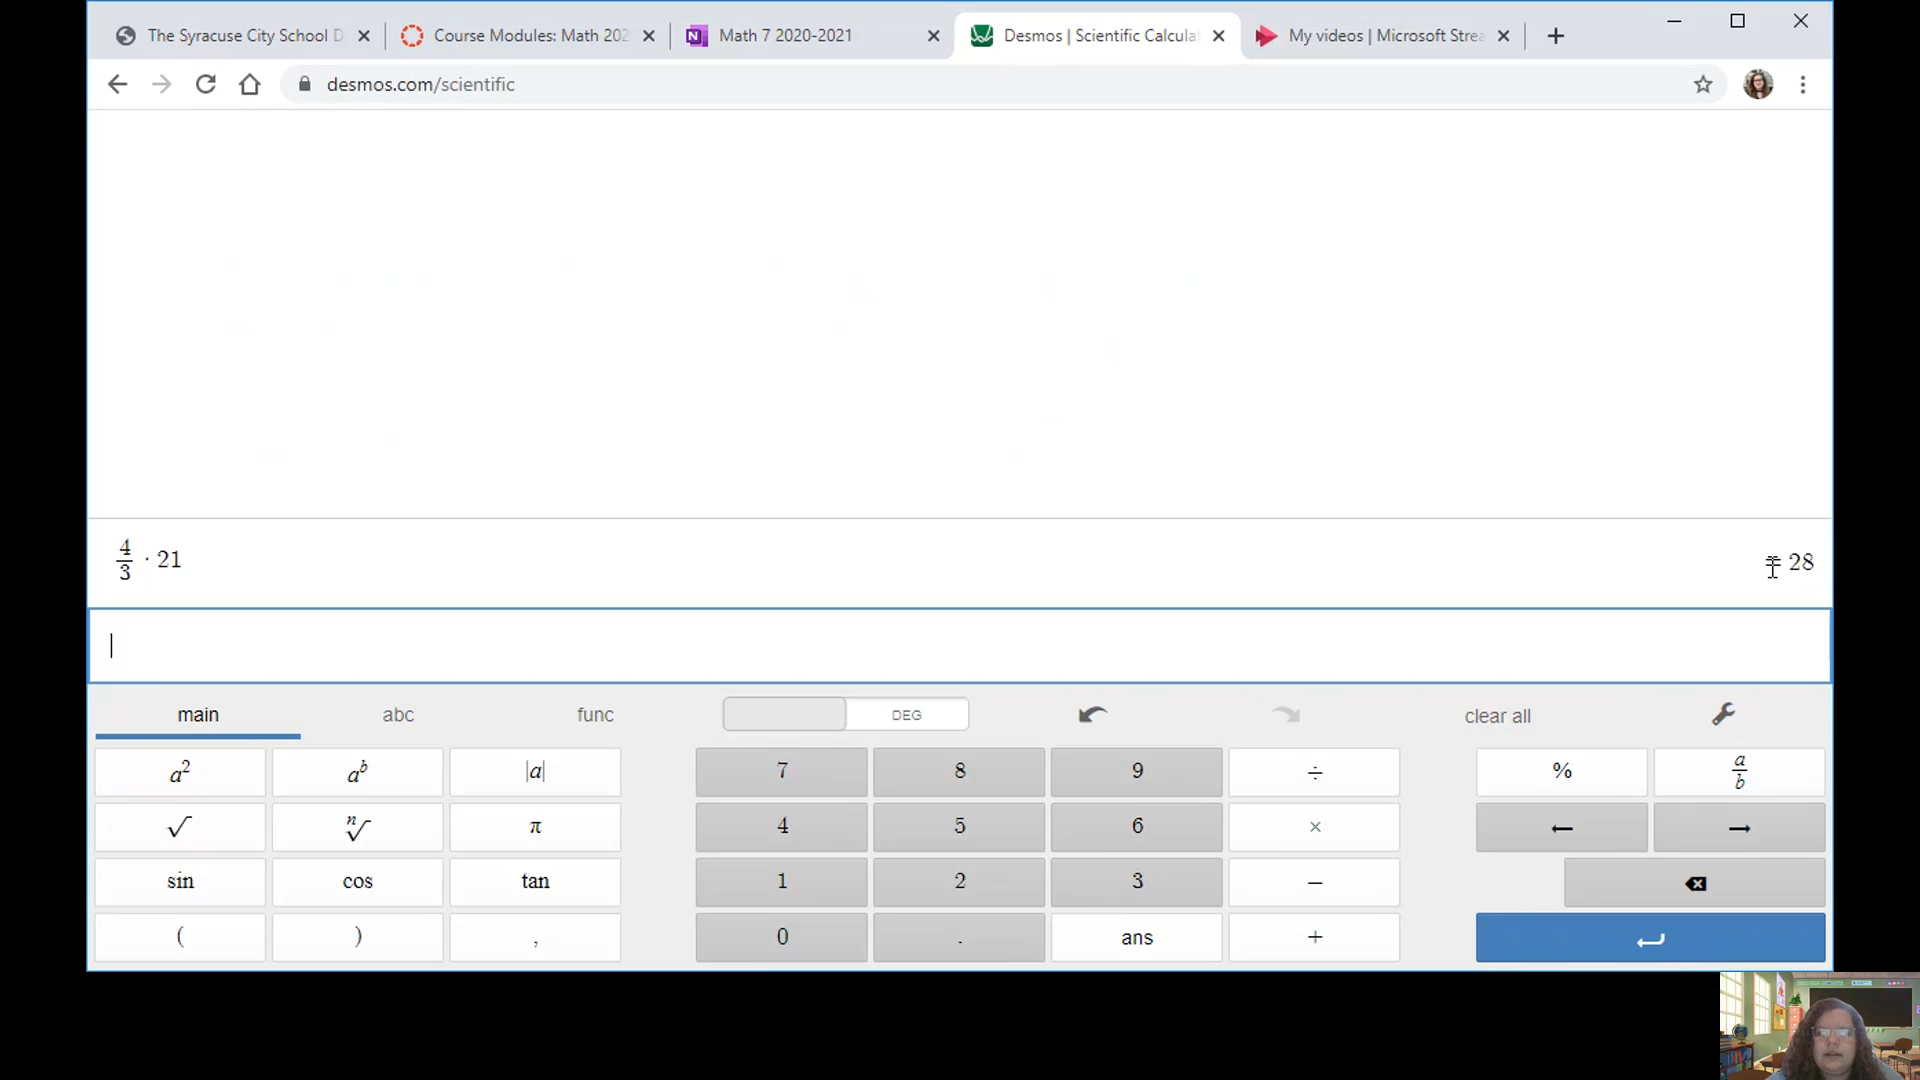 The Syracuse City School D
Course Modules: Math 202
Math 7 2020-2021
Desmos | Scientific Calculat
My videos | Microsoft Strea
desmos.com/scientific
4/3 · 21 = 28
main abc func DEG clear all
a² aᵇ |a| 7 8 9 ÷ % a/b
√ ⁿ√ π 4 5 6 × ← →
sin cos tan 1 2 3 −
( ) , 0 . ans +